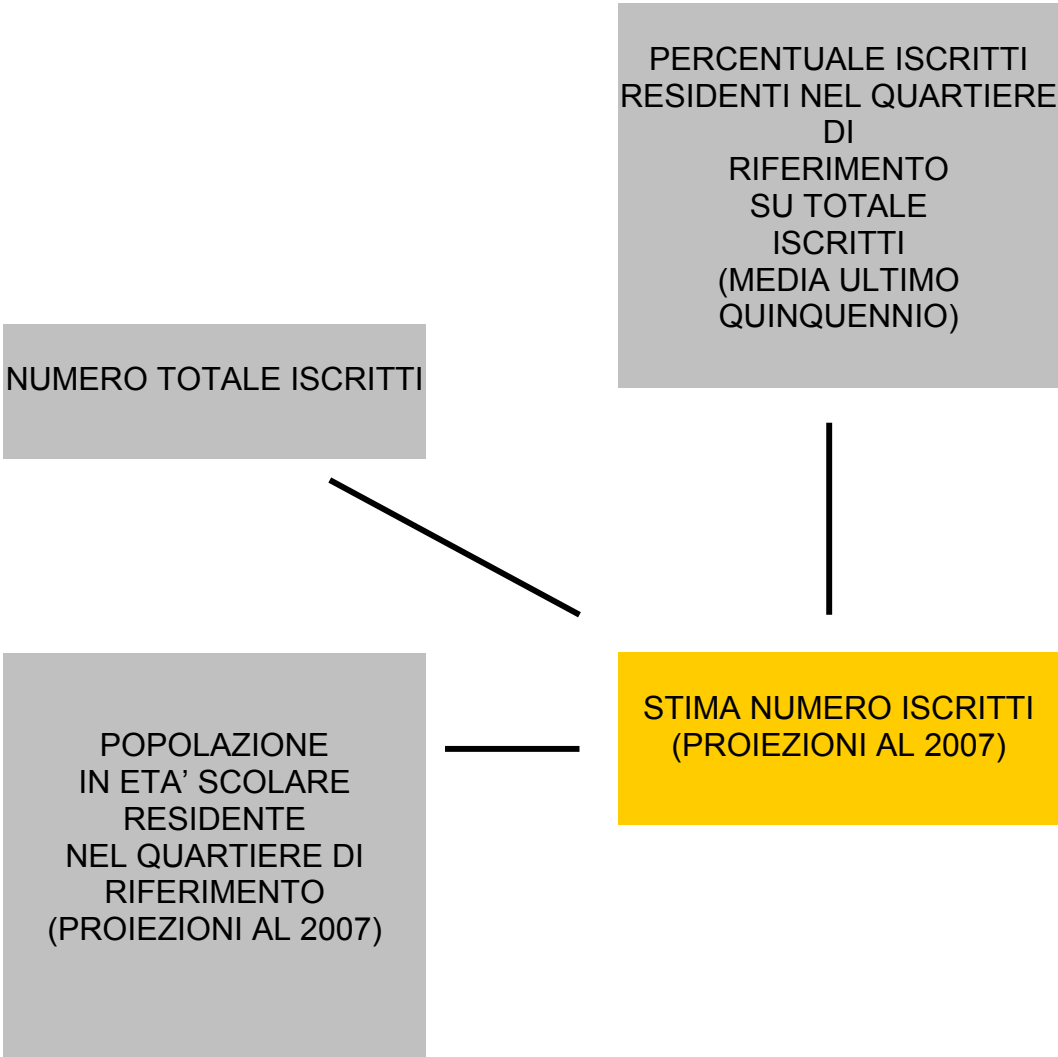 PERCENTUALE ISCRITTI
RESIDENTI NEL QUARTIERE
DI
RIFERIMENTO
SU TOTALE
ISCRITTI
(MEDIA ULTIMO
QUINQUENNIO)
NUMERO TOTALE ISCRITTI
POPOLAZIONE
IN ETA’ SCOLARE
RESIDENTE
NEL QUARTIERE DI
RIFERIMENTO
(PROIEZIONI AL 2007)
STIMA NUMERO ISCRITTI
(PROIEZIONI AL 2007)